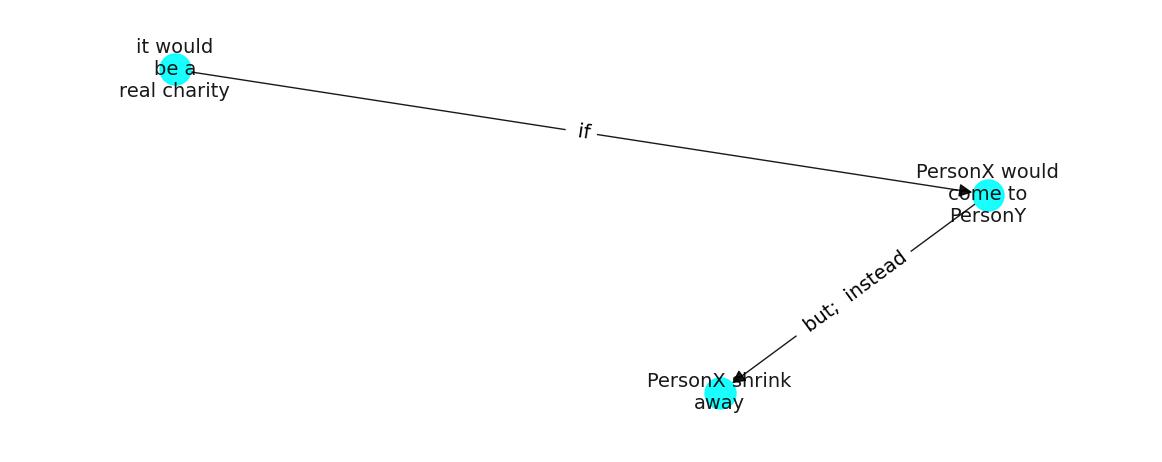 it would
be a
real charity
if
PersonX would
come to
PersonY
but;  instead
PersonX shrink
away